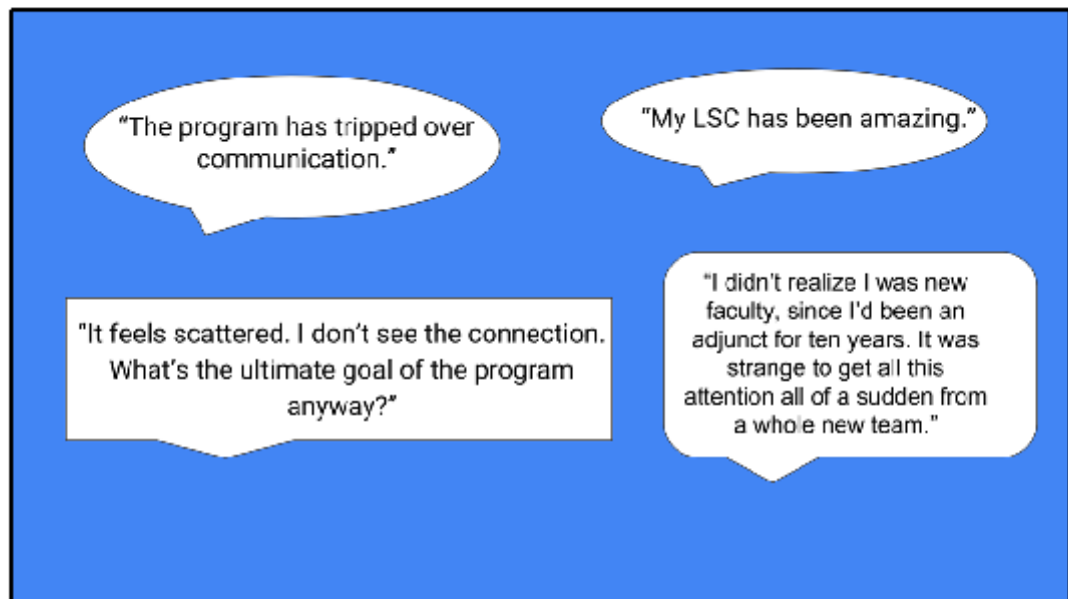 “The program has tripped over
communication.”
“My LSC has been amazing.”
“It feels scattered. I don’t see the connection.
What’s the ultimate goal of the program
anyway?”
“I didn’t realize I was new
faculty, since I’d been an
adjunct for ten years. It was
strange to get all this
attention all of a sudden from
a whole new team.”